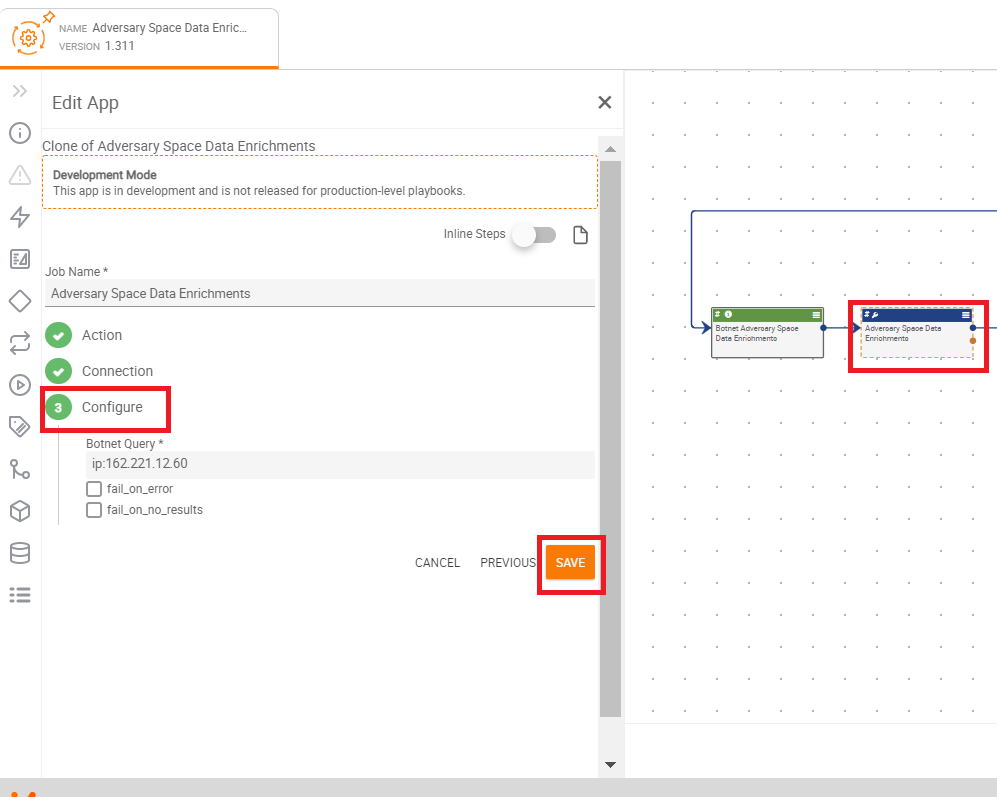 NAME Adversary Space Data Enric...
VERSION 1.311
Edit App
Clone of Adversary Space Data Enrichments
Development Mode
This app is in development and is not released for production-level playbooks.
Inline Steps
Job Name *
Adversary Space Data Enrichments
Action
Connection
3 Configure
Botnet Query *
ip:162.221.12.60
fail_on_error
fail_on_no_results
CANCEL PREVIOUS SAVE
Botnet Adversary Space
Data Enrichments
Adversary Space Data
Enrichments